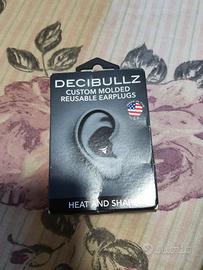 DECIBULLZ
CUSTOM MOLDED
REUSABLE EARPLUGS
HEAT AND SHAPE